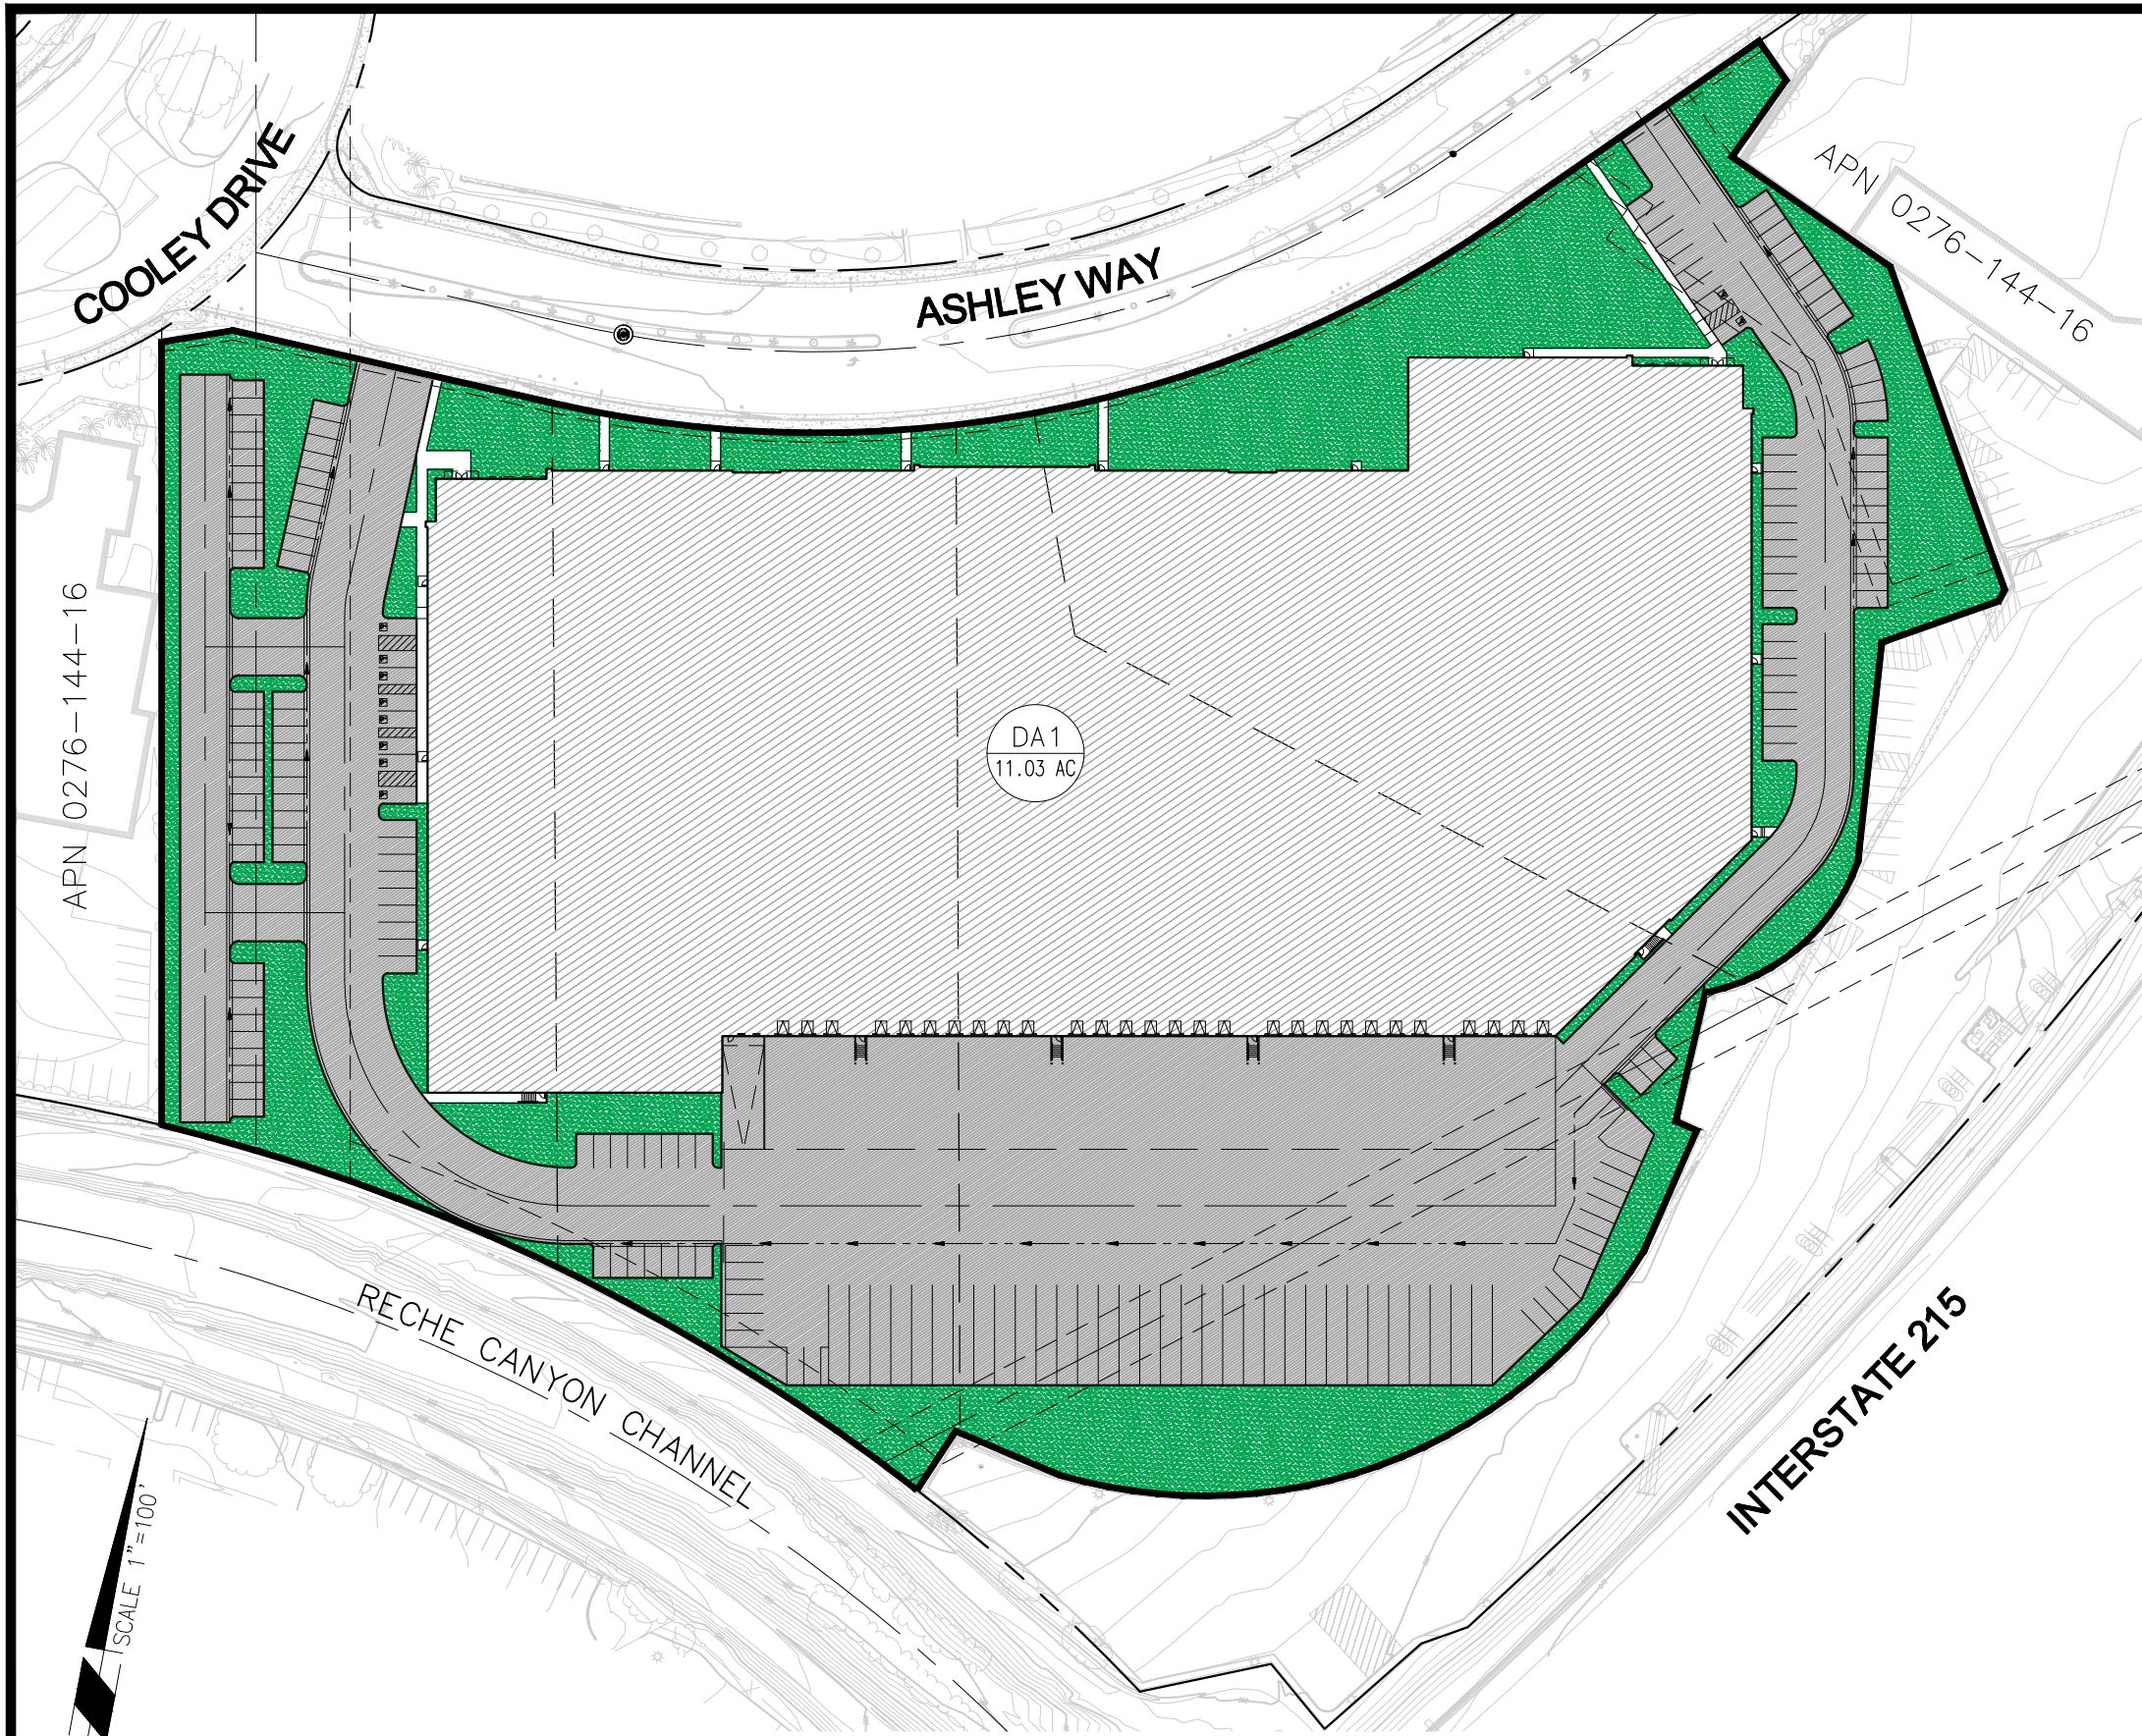 COOLEY DRIVE
ASHLEY WAY
APN 0276-144-16
APN 0276-144-16
DA1
11.03 AC
RECHE CANYON CHANNEL
INTERSTATE 215
SCALE 1"=100'